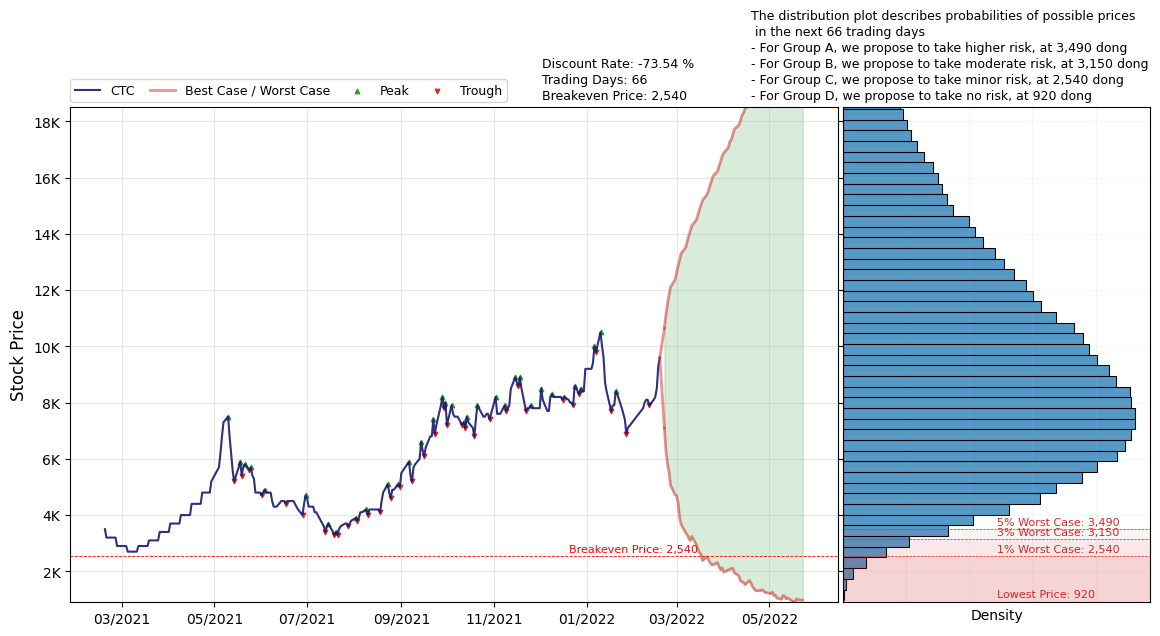 The distribution plot describes probabilities of possible prices
in the next 66 trading days
- For Group A, we propose to take higher risk, at 3,490 dong
- For Group B, we propose to take moderate risk, at 3,150 dong
- For Group C, we propose to take minor risk, at 2,540 dong
- For Group D, we propose to take no risk, at 920 dong
Discount Rate: -73.54 %
Trading Days: 66
Breakeven Price: 2,540
CTC
Best Case / Worst Case
Peak
Trough
Stock Price
18K
16K
14K
12K
10K
8K
6K
4K
2K
Breakeven Price: 2,540
03/2021
05/2021
07/2021
09/2021
11/2021
01/2022
03/2022
05/2022
5% Worst Case: 3,490
3% Worst Case: 3,150
1% Worst Case: 2,540
Lowest Price: 920
Density